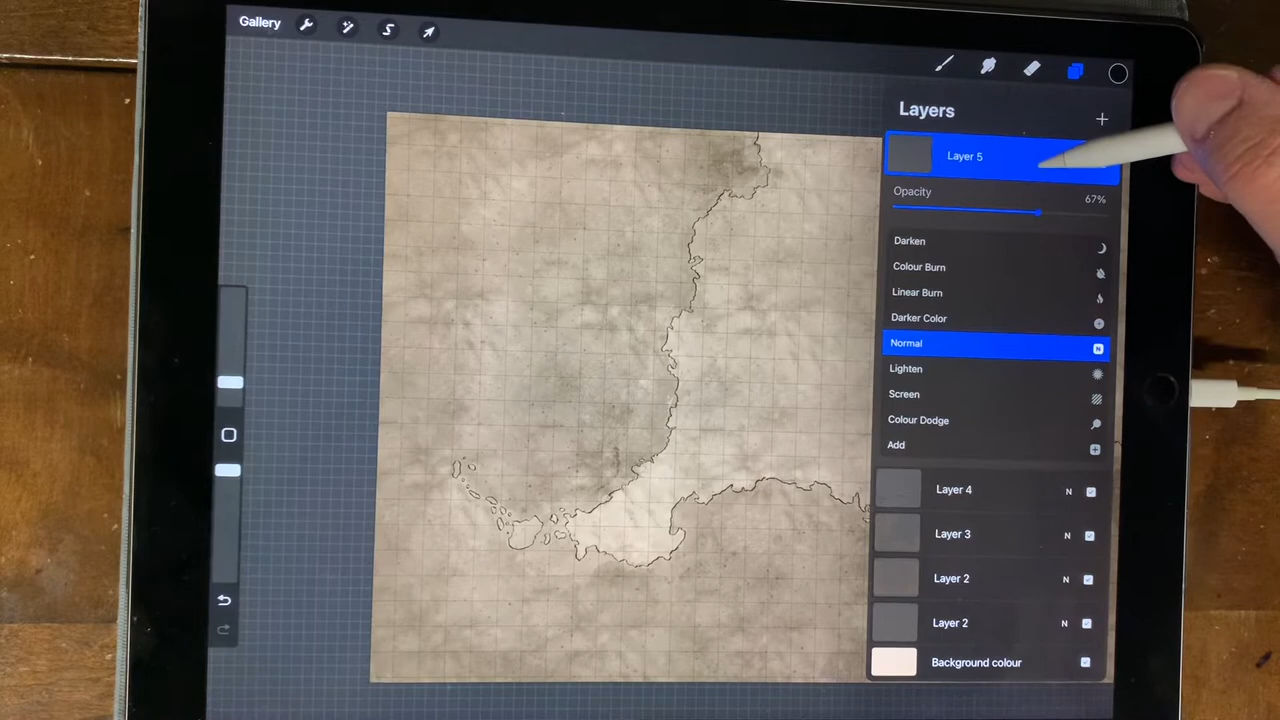 Gallery
Layers
Layer 5
Opacity 67%
Darken
Colour Burn
Linear Burn
Darker Color
Normal N
Lighten
Screen
Colour Dodge
Add
Layer 4 N
Layer 3 N
Layer 2 N
Layer 2 N
Background colour